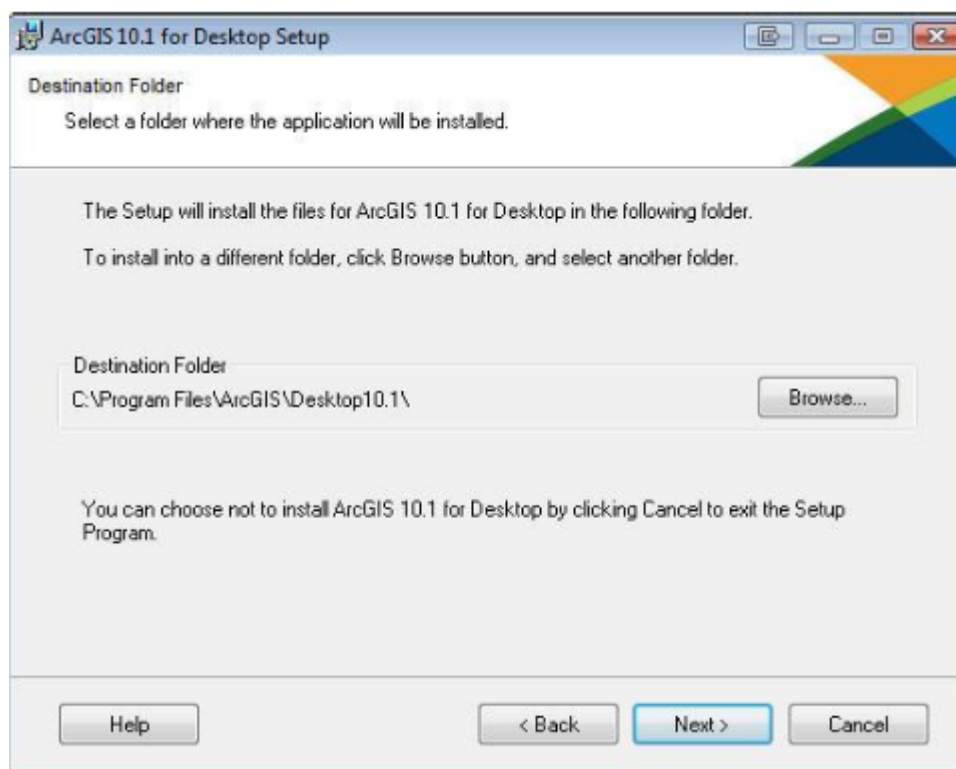 ArcGIS 10.1 for Desktop Setup
Destination Folder
Select a folder where the application will be installed.
The Setup will install the files for ArcGIS 10.1 for Desktop in the following folder.
To install into a different folder, click Browse button, and select another folder.
Destination Folder
C:\Program Files\ArcGIS\Desktop10.1\
Browse...
You can choose not to install ArcGIS 10.1 for Desktop by clicking Cancel to exit the Setup
Program.
Help
< Back
Next >
Cancel